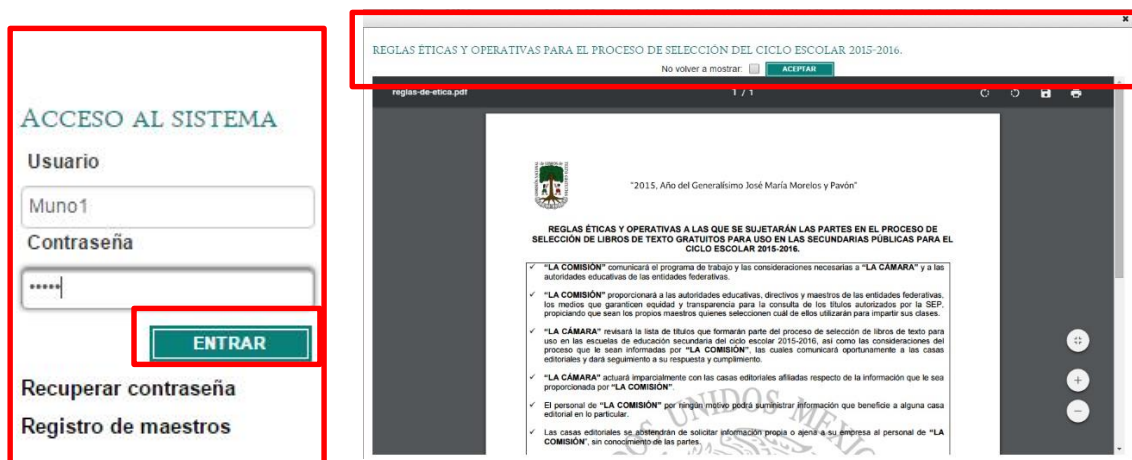 ACCESO AL SISTEMA
Usuario
Muno1
Contraseña
•••••
ENTRAR
Recuperar contraseña
Registro de maestros
REGLAS ÉTICAS Y OPERATIVAS PARA EL PROCESO DE SELECCIÓN DEL CICLO ESCOLAR 2015-2016.
No volver a mostrar: ACEPTAR
reglas-de-etica.pdf 1 / 1
"2015, Año del Generalísimo José María Morelos y Pavón"
REGLAS ÉTICAS Y OPERATIVAS A LAS QUE SE SUJETARÁN LAS PARTES EN EL PROCESO DE
SELECCIÓN DE LIBROS DE TEXTO GRATUITOS PARA USO EN LAS SECUNDARIAS PÚBLICAS PARA EL
CICLO ESCOLAR 2015-2016.
✓ "LA COMISIÓN" comunicará el programa de trabajo y las consideraciones necesarias a "LA CÁMARA" y a las
autoridades educativas de las entidades federativas.
✓ "LA COMISIÓN" proporcionará a las autoridades educativas, directivos y maestros de las entidades federativas,
los medios que garanticen equidad y transparencia para la consulta de los títulos autorizados por la SEP,
propiciando que sean los propios maestros quienes seleccionen cuál de ellos utilizarán para impartir sus clases.
✓ "LA CÁMARA" revisará la lista de títulos que formarán parte del proceso de selección de libros de texto para
uso en las escuelas de educación secundaria del ciclo escolar 2015-2016, así como las consideraciones del
proceso que le sean informadas por "LA COMISIÓN", las cuales comunicará oportunamente a las casas
editoriales y dará seguimiento a su respuesta y cumplimiento.
✓ "LA CÁMARA" actuará imparcialmente con las casas editoriales afiliadas respecto de la información que le sea
proporcionada por "LA COMISIÓN".
✓ El personal de "LA COMISIÓN" por ningún motivo podrá suministrar información que beneficie a alguna casa
editorial en lo particular.
✓ Las casas editoriales se abstendrán de solicitar información propia o ajena a su empresa al personal de "LA
COMISIÓN", sin conocimiento de las partes.
UNIDOS MEXIC